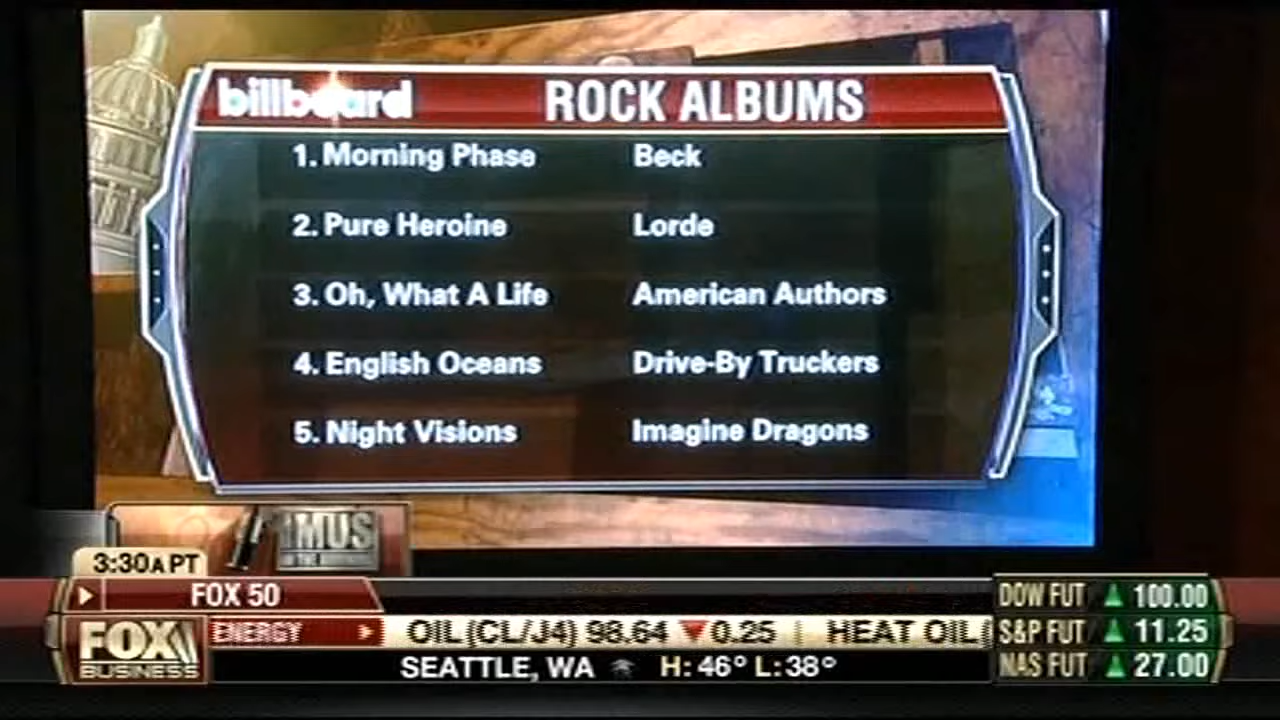 billboard ROCK ALBUMS
1. Morning Phase Beck
2. Pure Heroine Lorde
3. Oh, What A Life American Authors
4. English Oceans Drive-By Truckers
5. Night Visions Imagine Dragons
IMUS
IN THE
3:30A PT
FOX 50
DOW FUT ▲ 100.00
FOX BUSINESS
ENERGY OIL (CL/J4) 98.64 ▼0.25 | HEAT OIL
S&P FUT ▲ 11.25
SEATTLE, WA H: 46° L: 38°
NAS FUT ▲ 27.00